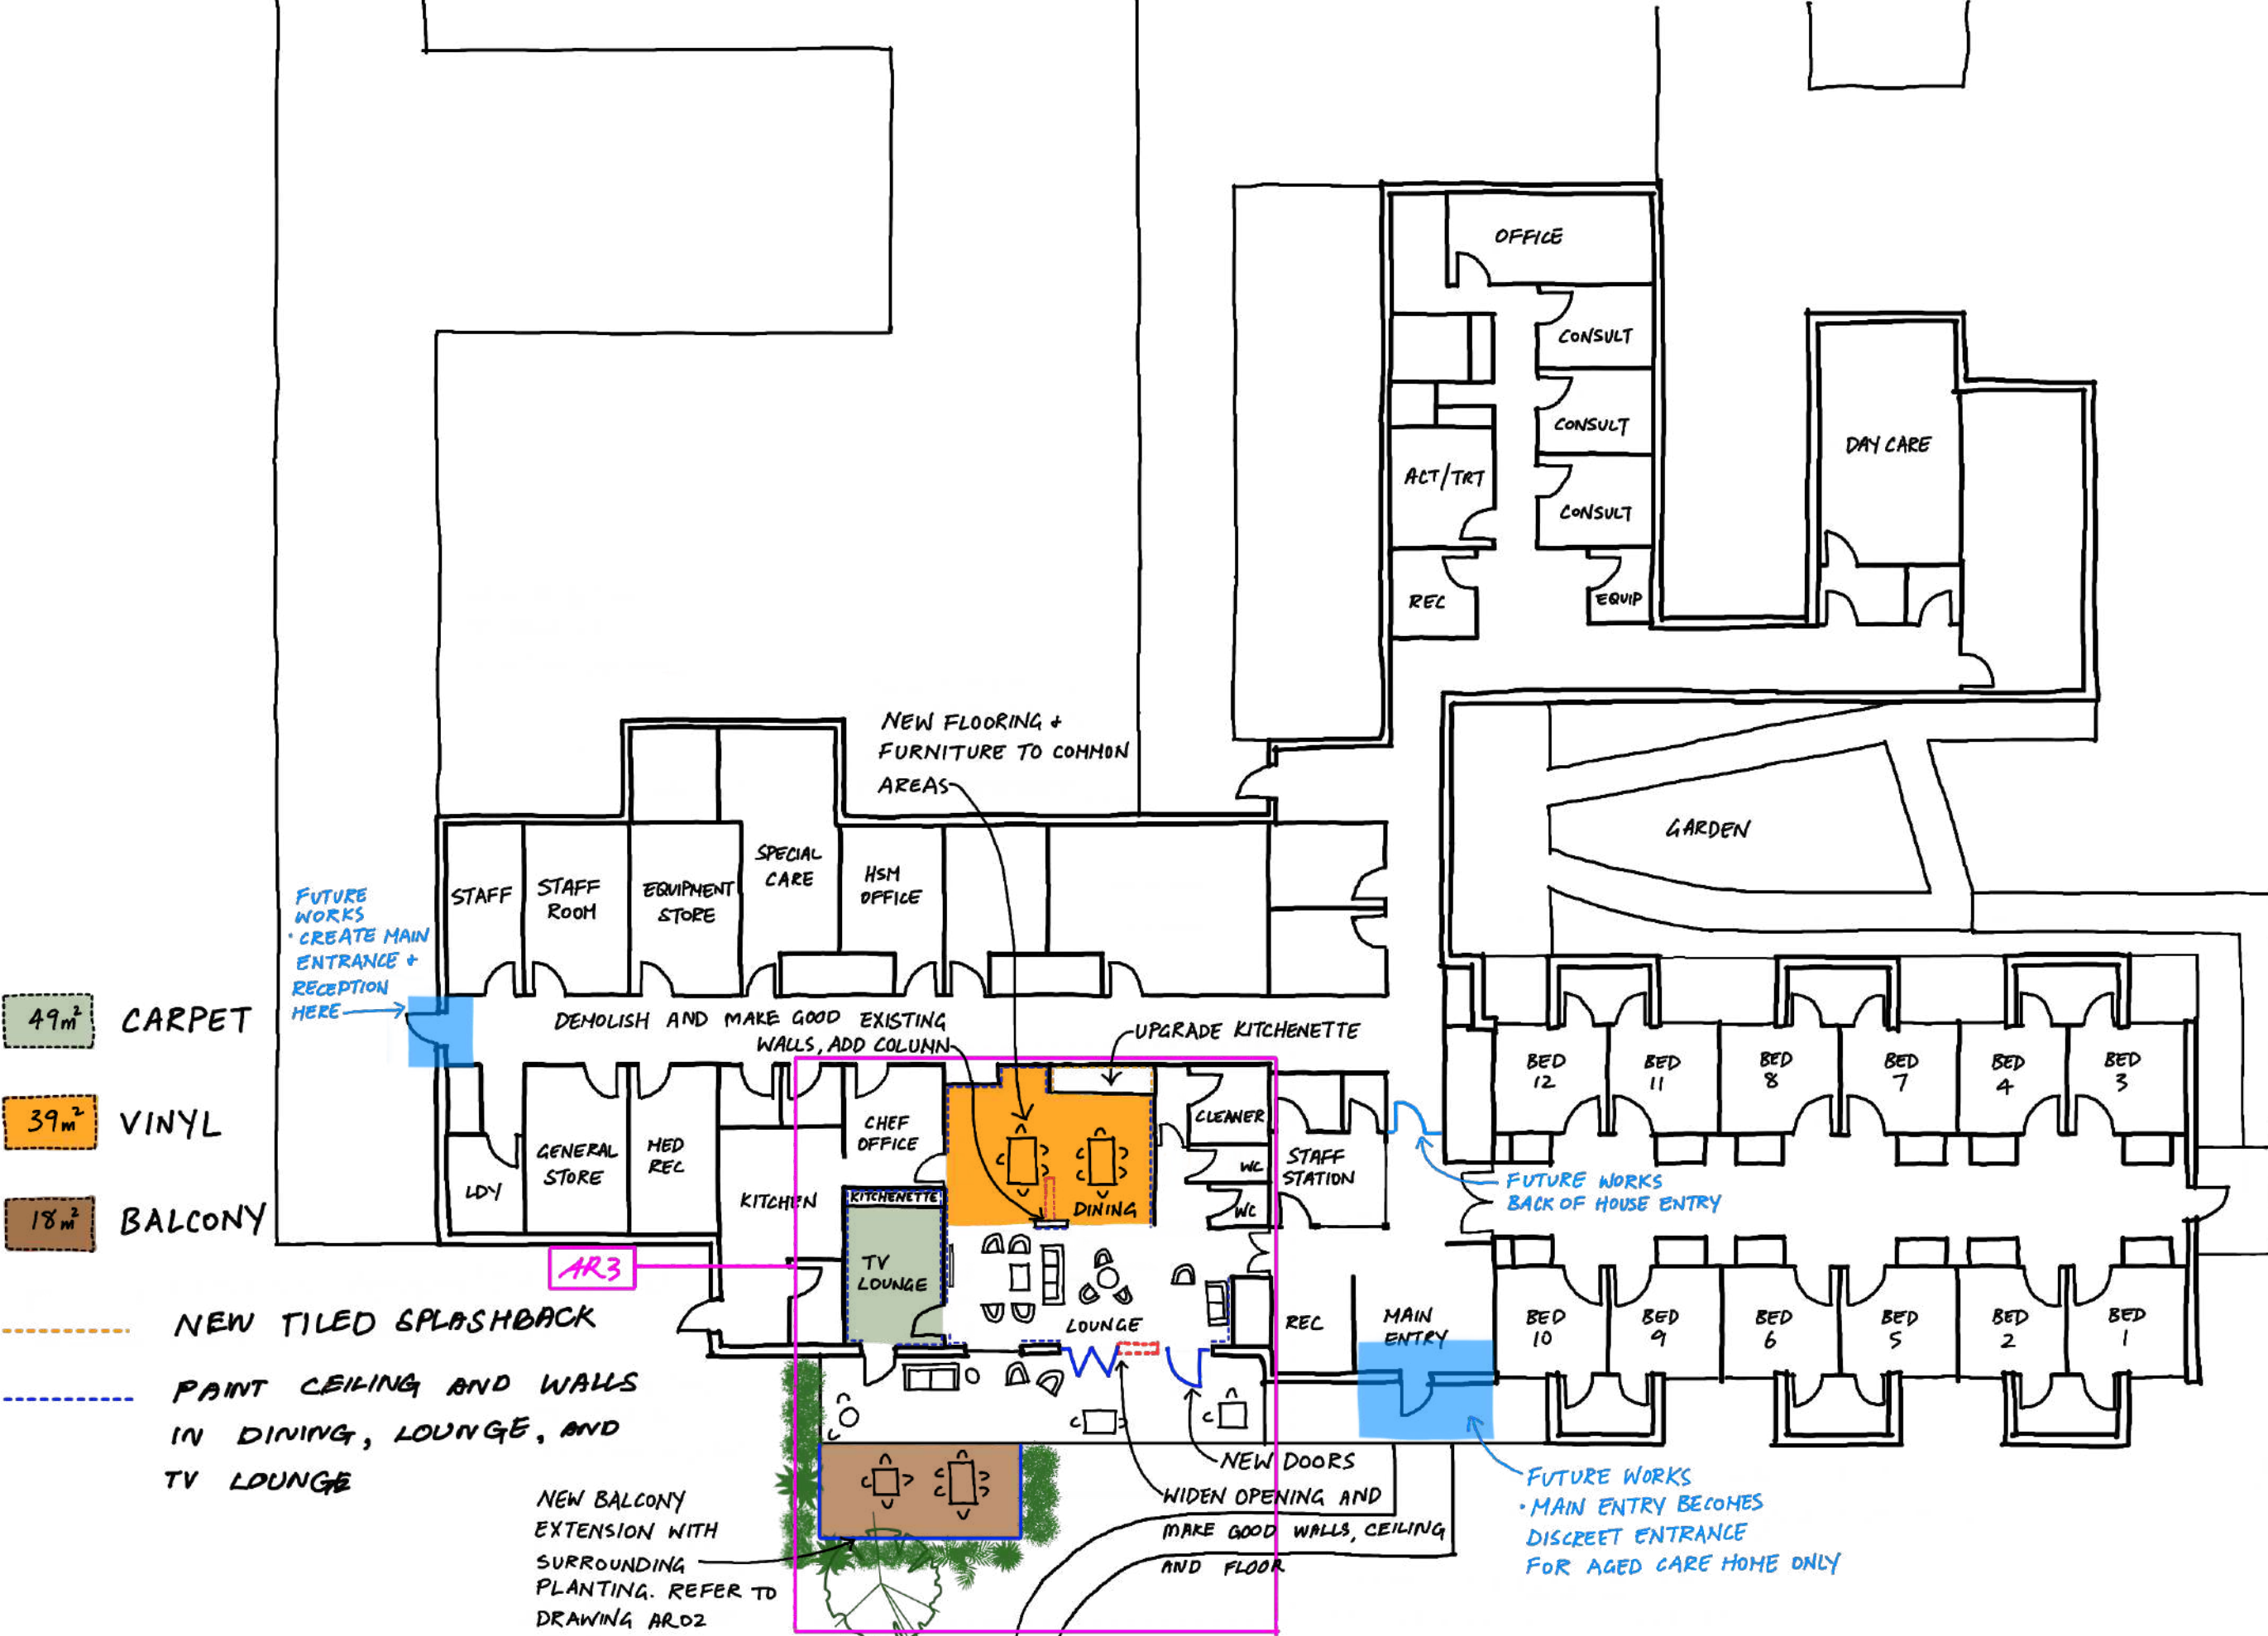 OFFICE
CONSULT
CONSULT
CONSULT
ACT/TRT
REC
EQUIP
DAY CARE
GARDEN
NEW FLOORING +
FURNITURE TO COMMON
AREAS
STAFF
STAFF
ROOM
EQUIPMENT
STORE
SPECIAL
CARE
HSM
OFFICE
FUTURE
WORKS
• CREATE MAIN
ENTRANCE +
RECEPTION
HERE
DEMOLISH AND MAKE GOOD EXISTING
WALLS, ADD COLUMN
UPGRADE KITCHENETTE
49m² CARPET
39m² VINYL
18m² BALCONY
LDY
GENERAL
STORE
MED
REC
KITCHEN
CHEF
OFFICE
KITCHENETTE
TV
LOUNGE
DINING
LOUNGE
CLEANER
WC
WC
STAFF
STATION
REC
MAIN
ENTRY
FUTURE WORKS
BACK OF HOUSE ENTRY
BED
12
BED
11
BED
8
BED
7
BED
4
BED
3
BED
10
BED
9
BED
6
BED
5
BED
2
BED
1
AR3
NEW TILED SPLASHBACK
PAINT CEILING AND WALLS
IN DINING, LOUNGE, AND
TV LOUNGE
NEW BALCONY
EXTENSION WITH
SURROUNDING
PLANTING. REFER TO
DRAWING AR02
NEW DOORS
WIDEN OPENING AND
MAKE GOOD WALLS, CEILING
AND FLOOR
FUTURE WORKS
• MAIN ENTRY BECOMES
DISCREET ENTRANCE
FOR AGED CARE HOME ONLY